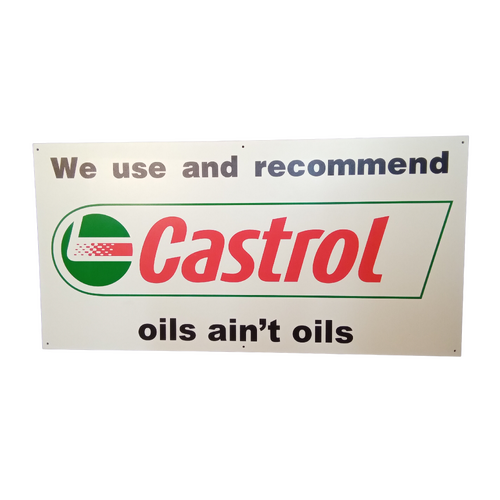 We use and recommend
Castrol
oils ain't oils